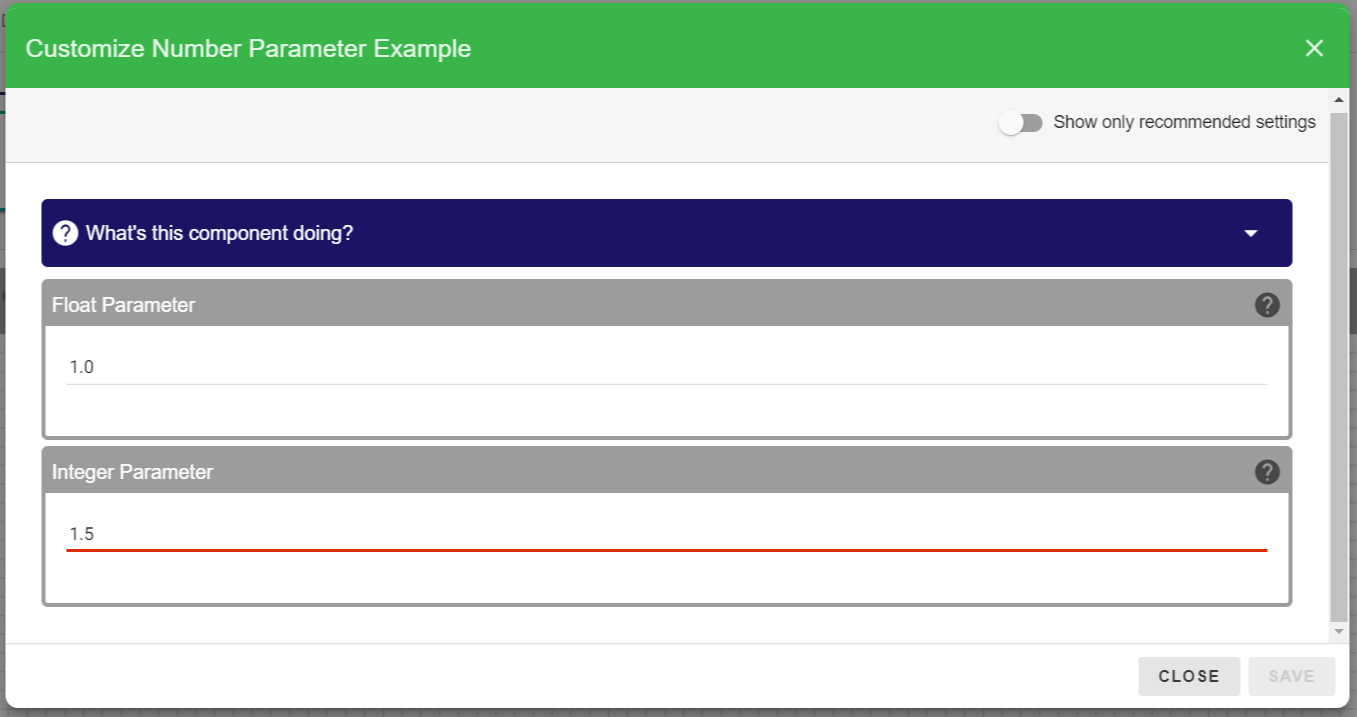 Customize Number Parameter Example
Show only recommended settings
What's this component doing?
Float Parameter
1.0
Integer Parameter
1.5
CLOSE SAVE